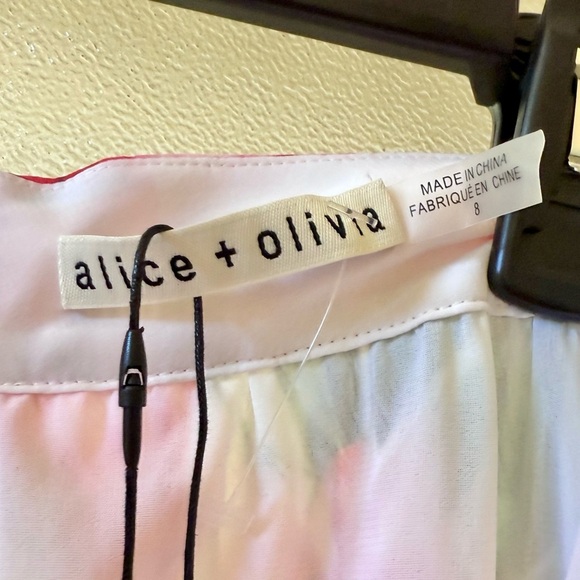 alice + olivia
MADE IN CHINA
FABRIQUÉ EN CHINE
8